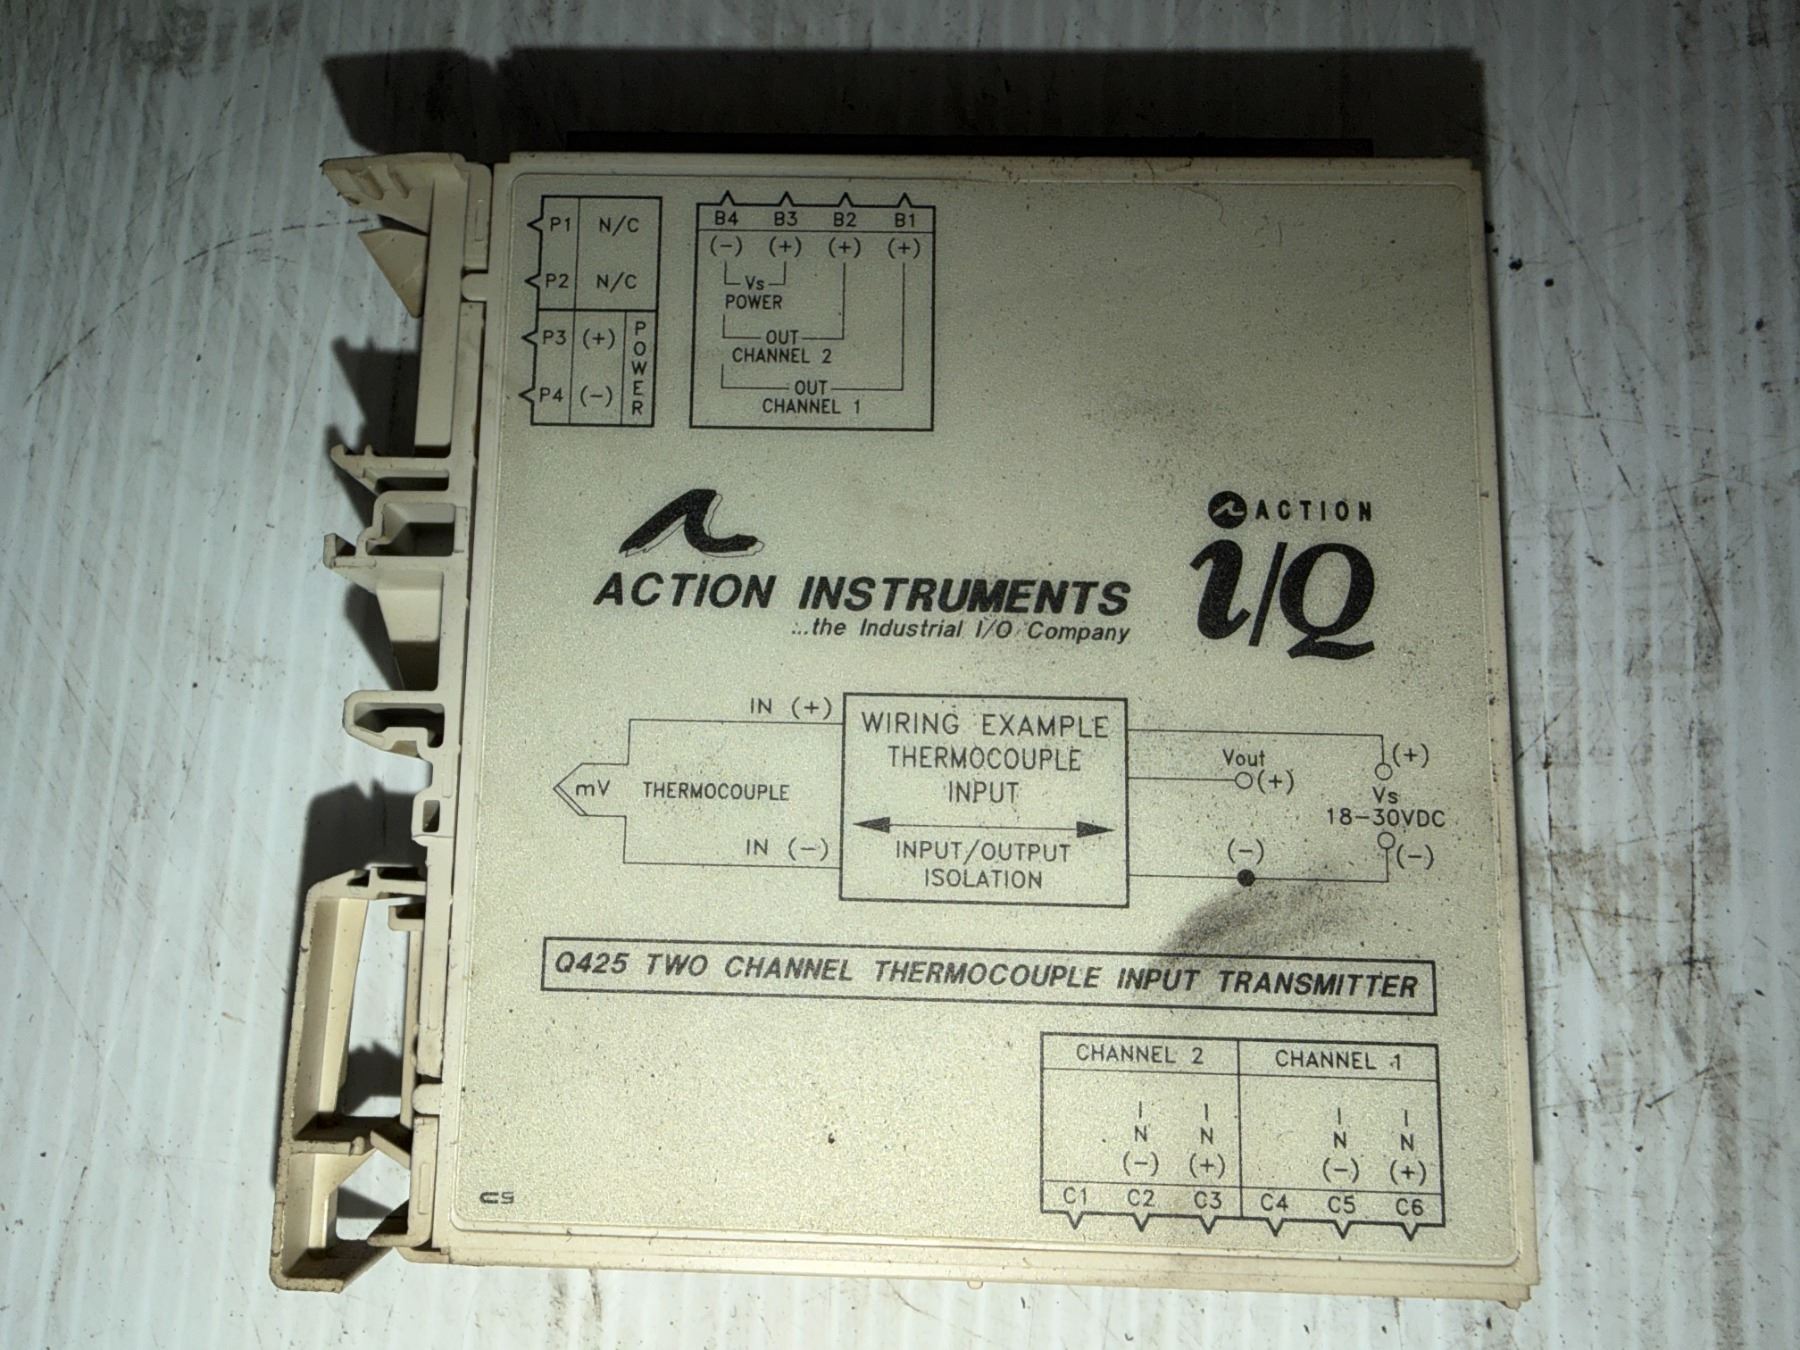 P1 N/C
P2 N/C
P3 (+)
P4 (-)
POWER
B4 B3 B2 B1
(-) (+) (+) (+)
Vs
POWER
OUT
CHANNEL 2
OUT
CHANNEL 1
ACTION INSTRUMENTS
...the Industrial I/O Company
ACTION
i/Q
IN (+)
mV THERMOCOUPLE
IN (-)
WIRING EXAMPLE
THERMOCOUPLE
INPUT
INPUT/OUTPUT
ISOLATION
Vout
(+)
(-)
(+)
Vs
18-30VDC
(-)
Q425 TWO CHANNEL THERMOCOUPLE INPUT TRANSMITTER
CHANNEL 2 CHANNEL 1
IN IN IN IN
(-) (+) (-) (+)
C1 C2 C3 C4 C5 C6